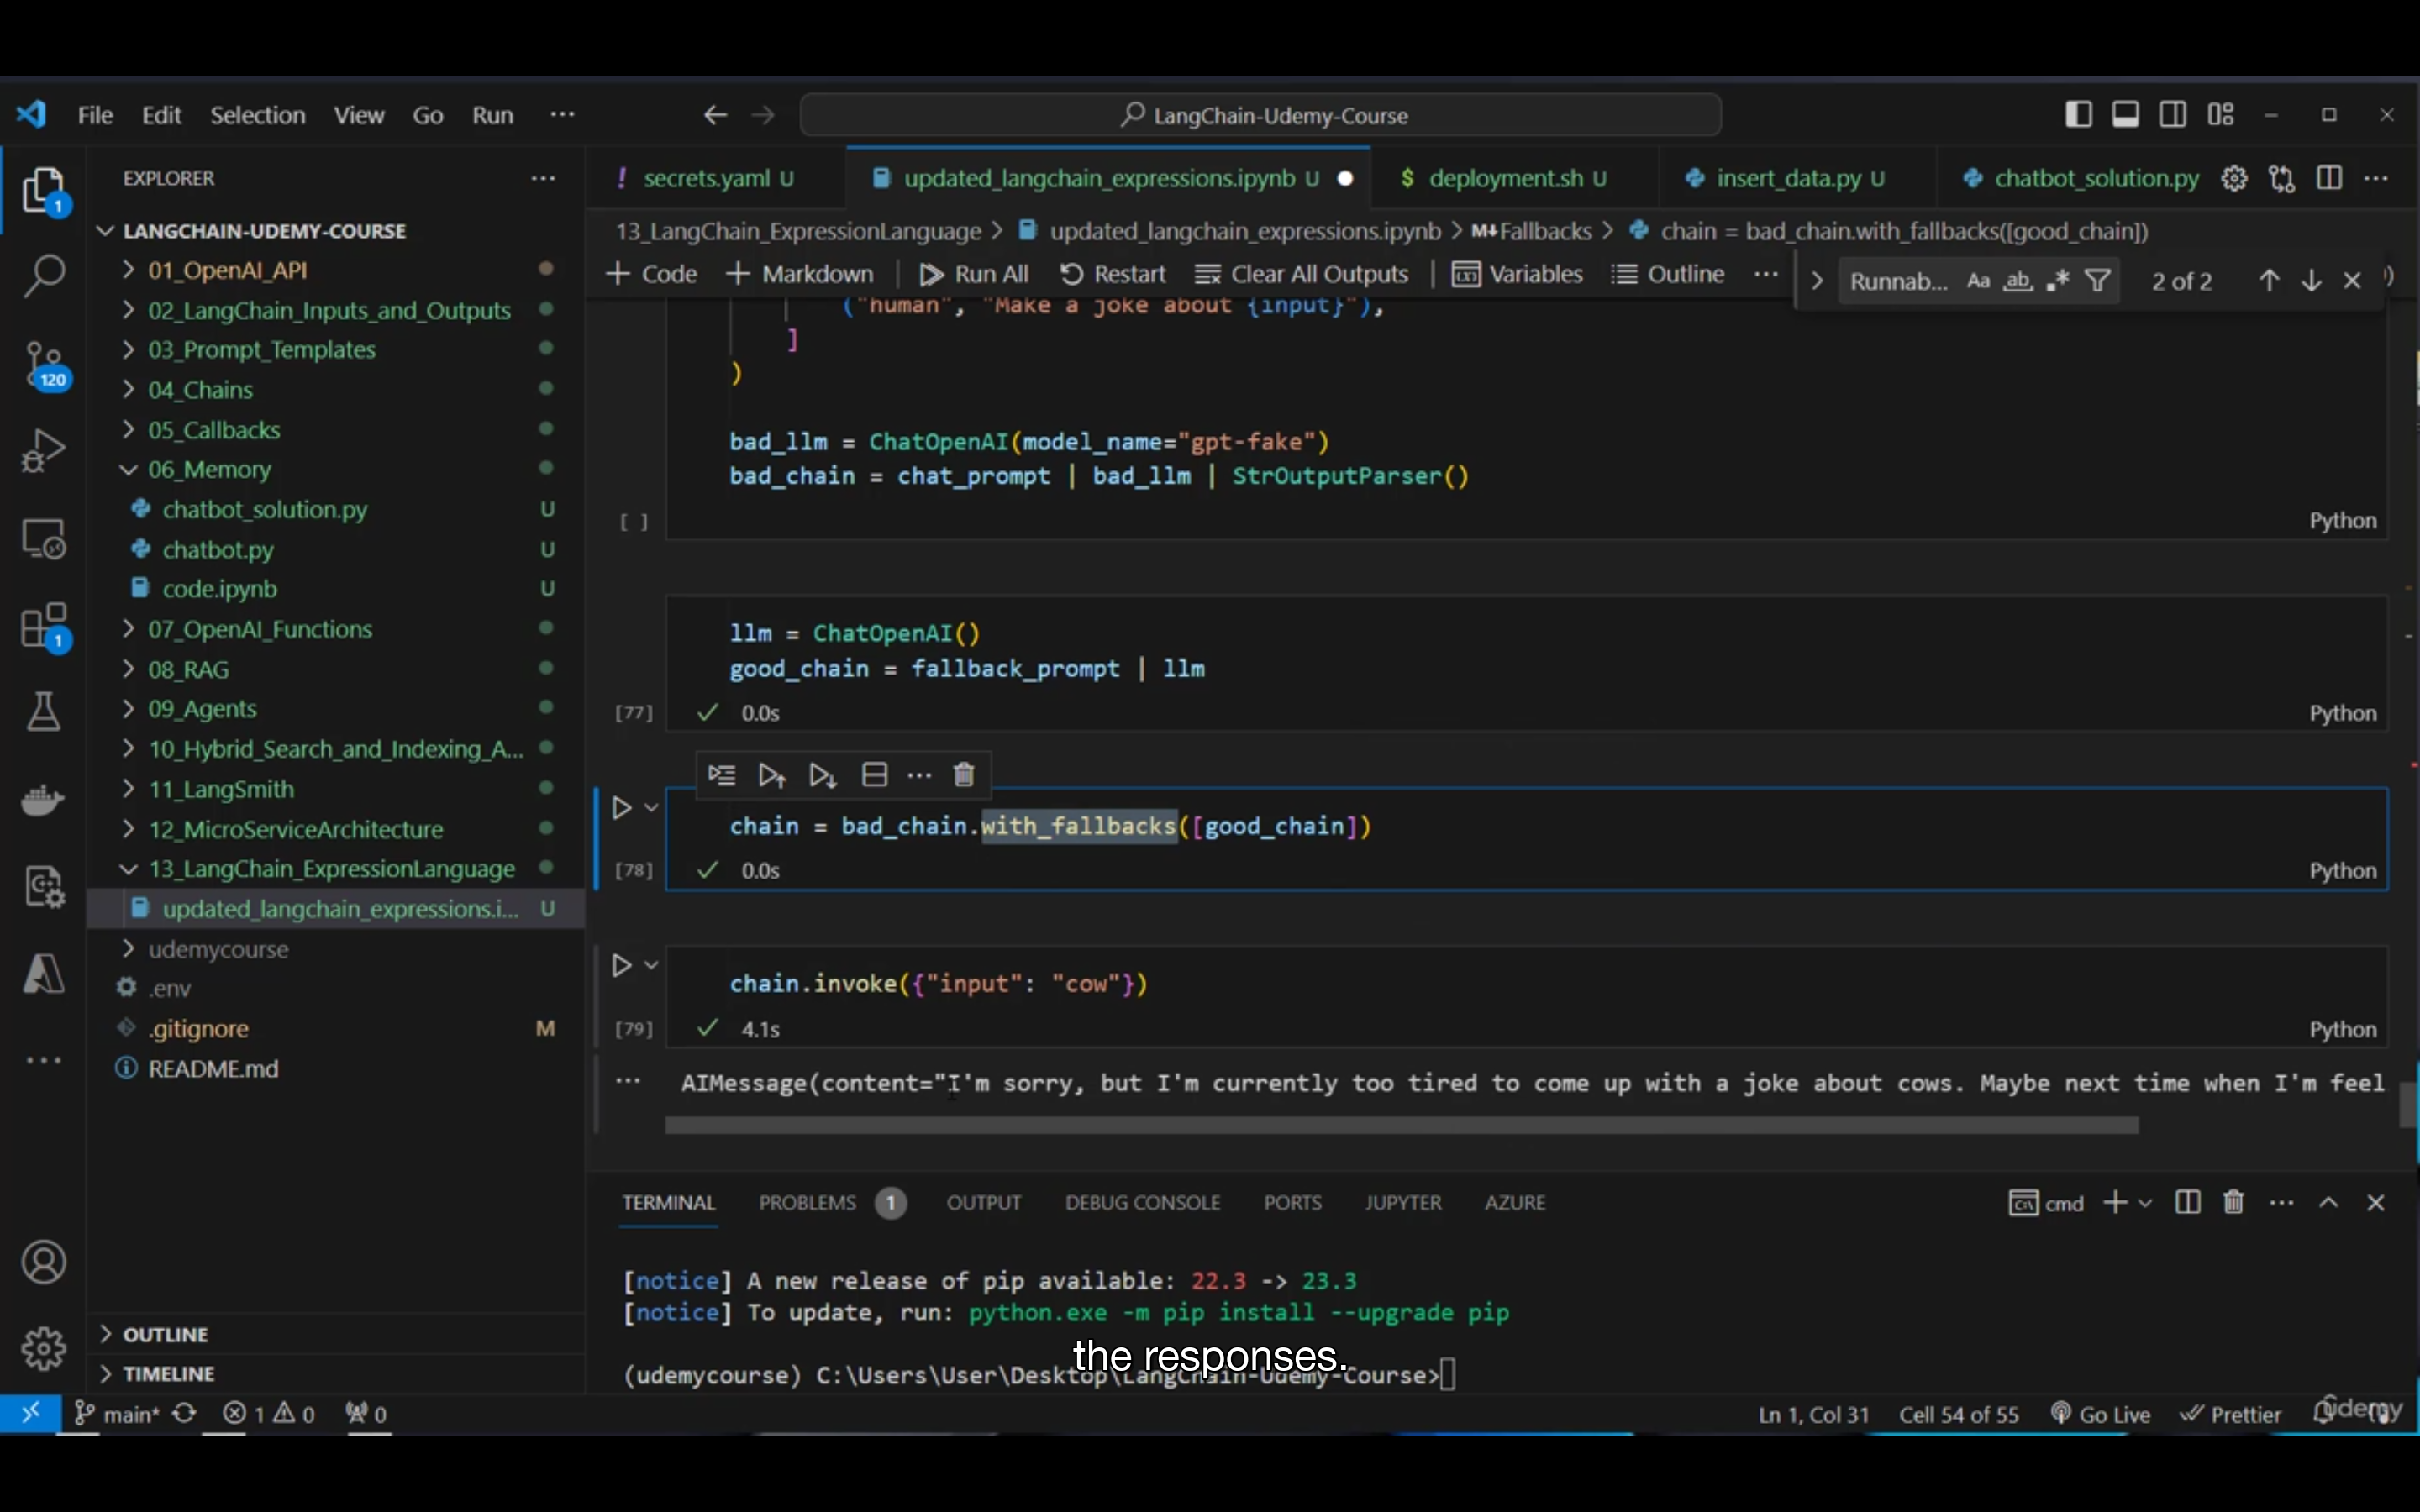 File Edit Selection View Go Run ··· LangChain-Udemy-Course
EXPLORER ···
LANGCHAIN-UDEMY-COURSE
01_OpenAI_API
02_LangChain_Inputs_and_Outputs
03_Prompt_Templates
04_Chains
05_Callbacks
06_Memory
chatbot_solution.py U
chatbot.py U
code.ipynb U
07_OpenAI_Functions
08_RAG
09_Agents
10_Hybrid_Search_and_Indexing_A...
11_LangSmith
12_MicroServiceArchitecture
13_LangChain_ExpressionLanguage
updated_langchain_expressions.i... U
udemycourse
.env
.gitignore M
README.md
OUTLINE
TIMELINE
1
120
1
! secrets.yaml U updated_langchain_expressions.ipynb U $ deployment.sh U insert_data.py U chatbot_solution.py ···
13_LangChain_ExpressionLanguage > updated_langchain_expressions.ipynb > M↓Fallbacks > chain = bad_chain.with_fallbacks([good_chain])
+ Code + Markdown Run All Restart Clear All Outputs Variables Outline ···
Runnab... Aa ab .* 2 of 2
("human", "Make a joke about {input}"),
]
)
bad_llm = ChatOpenAI(model_name="gpt-fake")
bad_chain = chat_prompt | bad_llm | StrOutputParser()
[ ] Python
llm = ChatOpenAI()
good_chain = fallback_prompt | llm
[77] 0.0s Python
chain = bad_chain.with_fallbacks([good_chain])
[78] 0.0s Python
chain.invoke({"input": "cow"})
[79] 4.1s Python
··· AIMessage(content="I'm sorry, but I'm currently too tired to come up with a joke about cows. Maybe next time when I'm feel
TERMINAL PROBLEMS 1 OUTPUT DEBUG CONSOLE PORTS JUPYTER AZURE cmd
[notice] A new release of pip available: 22.3 -> 23.3
[notice] To update, run: python.exe -m pip install --upgrade pip
the responses.
(udemycourse) C:\Users\User\Desktop\LangChain-Udemy-Course>
main* 1 0 0 Ln 1, Col 31 Cell 54 of 55 Go Live Prettier
udemy